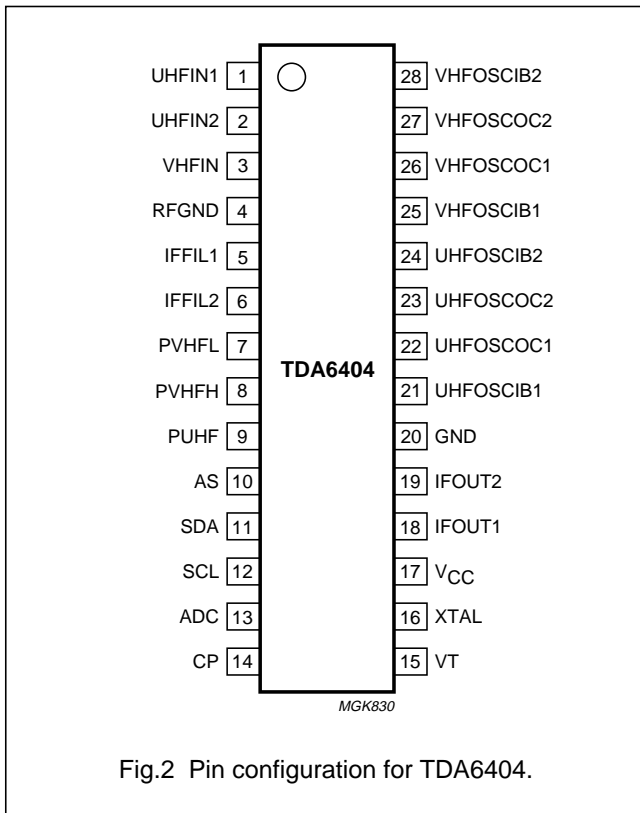 UHFIN1 1 28 VHFOSCIB2
UHFIN2 2 27 VHFOSCOC2
VHFIN 3 26 VHFOSCOC1
RFGND 4 25 VHFOSCIB1
IFFIL1 5 24 UHFOSCIB2
IFFIL2 6 23 UHFOSCOC2
PVHFL 7 22 UHFOSCOC1
TDA6404
PVHFH 8 21 UHFOSCIB1
PUHF 9 20 GND
AS 10 19 IFOUT2
SDA 11 18 IFOUT1
SCL 12 17 VCC
ADC 13 16 XTAL
CP 14 15 VT
MGK830
Fig.2 Pin configuration for TDA6404.